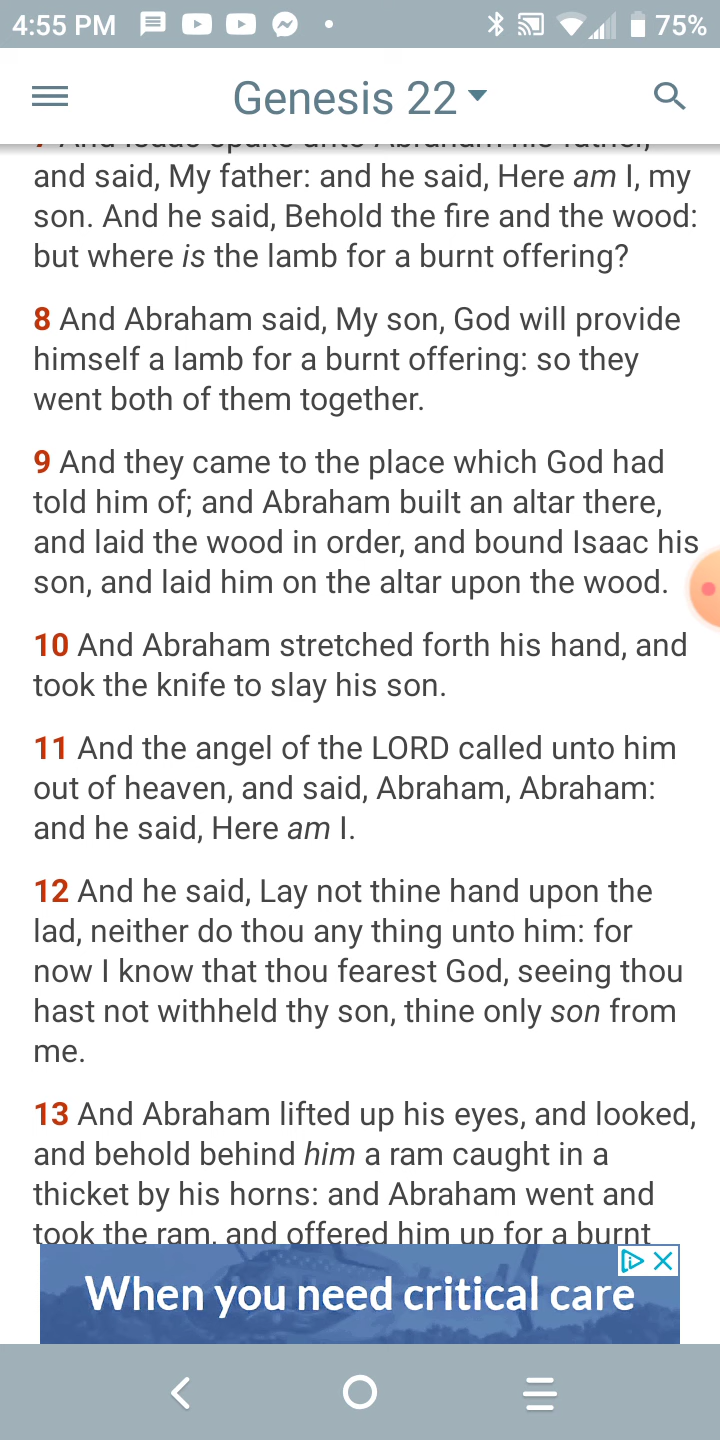 4:55 PM
75%
Genesis 22
7 And Isaac spake unto Abraham his father,
and said, My father: and he said, Here am I, my
son. And he said, Behold the fire and the wood:
but where is the lamb for a burnt offering?
8 And Abraham said, My son, God will provide
himself a lamb for a burnt offering: so they
went both of them together.
9 And they came to the place which God had
told him of; and Abraham built an altar there,
and laid the wood in order, and bound Isaac his
son, and laid him on the altar upon the wood.
10 And Abraham stretched forth his hand, and
took the knife to slay his son.
11 And the angel of the LORD called unto him
out of heaven, and said, Abraham, Abraham:
and he said, Here am I.
12 And he said, Lay not thine hand upon the
lad, neither do thou any thing unto him: for
now I know that thou fearest God, seeing thou
hast not withheld thy son, thine only son from
me.
13 And Abraham lifted up his eyes, and looked,
and behold behind him a ram caught in a
thicket by his horns: and Abraham went and
took the ram, and offered him up for a burnt
When you need critical care